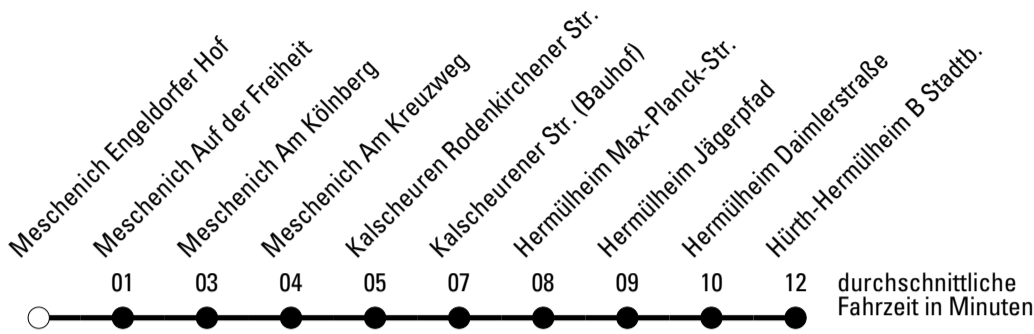 Meschenich Engeldorfer Hof
Meschenich Auf der Freiheit
Meschenich Am Kölnberg
Meschenich Am Kreuzweg
Kalscheuren Rodenkirchener Str.
Kalscheurener Str. (Bauhof)
Hermülheim Max-Planck-Str.
Hermülheim Jägerpfad
Hermülheim Daimlerstraße
Hürth-Hermülheim B Stadtb.
01 03 04 05 07 08 09 10 12
durchschnittliche
Fahrzeit in Minuten